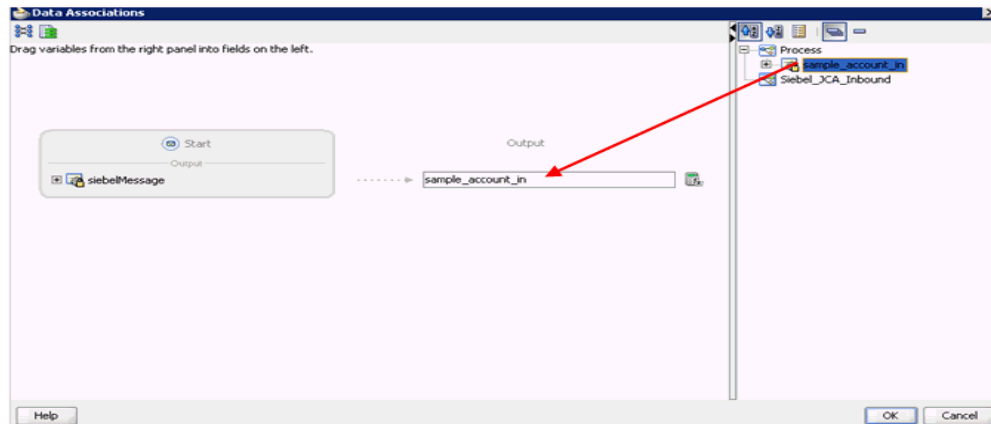 Data Associations
Drag variables from the right panel into fields on the left.
Process
sample_account_in
Siebel_JCA_Inbound
Start
Output
Output
siebelMessage
sample_account_in
Help
OK
Cancel